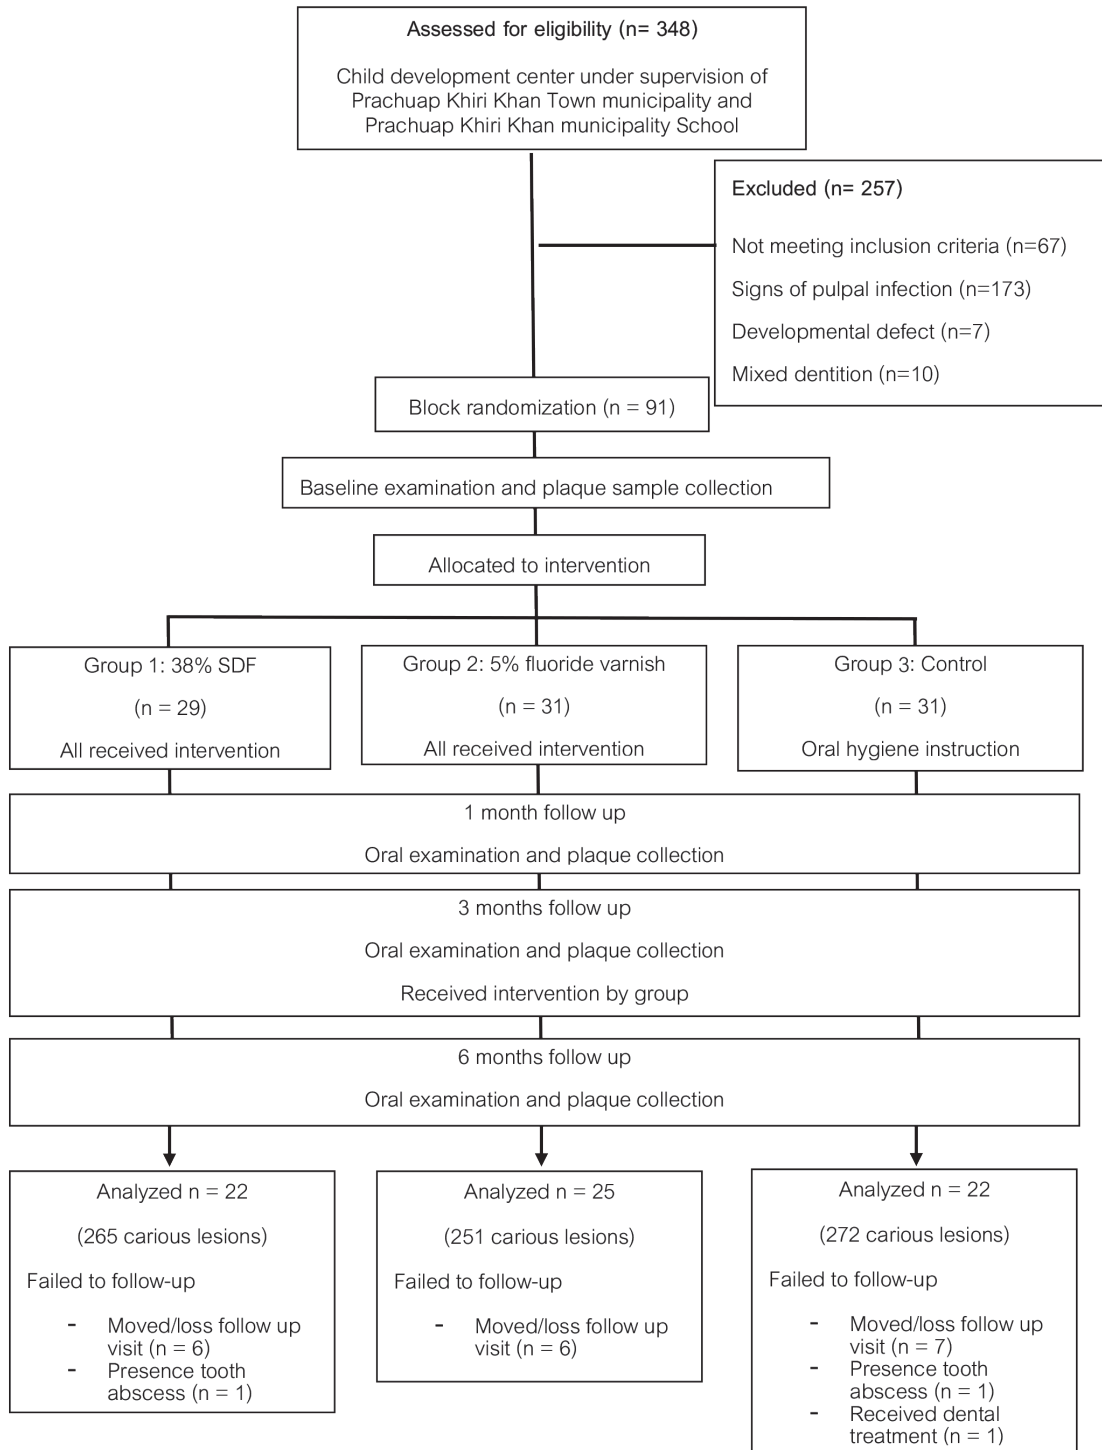 Assessed for eligibility (n= 348)
Child development center under supervision of
Prachuap Khiri Khan Town municipality and
Prachuap Khiri Khan municipality School
Excluded (n= 257)
Not meeting inclusion criteria (n=67)
Signs of pulpal infection (n=173)
Developmental defect (n=7)
Mixed dentition (n=10)
Block randomization (n = 91)
Baseline examination and plaque sample collection
Allocated to intervention
Group 1: 38% SDF
(n = 29)
All received intervention
Group 2: 5% fluoride varnish
(n = 31)
All received intervention
Group 3: Control
(n = 31)
Oral hygiene instruction
1 month follow up
Oral examination and plaque collection
3 months follow up
Oral examination and plaque collection
Received intervention by group
6 months follow up
Oral examination and plaque collection
Analyzed n = 22
(265 carious lesions)
Failed to follow-up
- Moved/loss follow up
visit (n = 6)
- Presence tooth
abscess (n = 1)
Analyzed n = 25
(251 carious lesions)
Failed to follow-up
- Moved/loss follow up
visit (n = 6)
Analyzed n = 22
(272 carious lesions)
Failed to follow-up
- Moved/loss follow up
visit (n = 7)
- Presence tooth
abscess (n = 1)
- Received dental
treatment (n = 1)